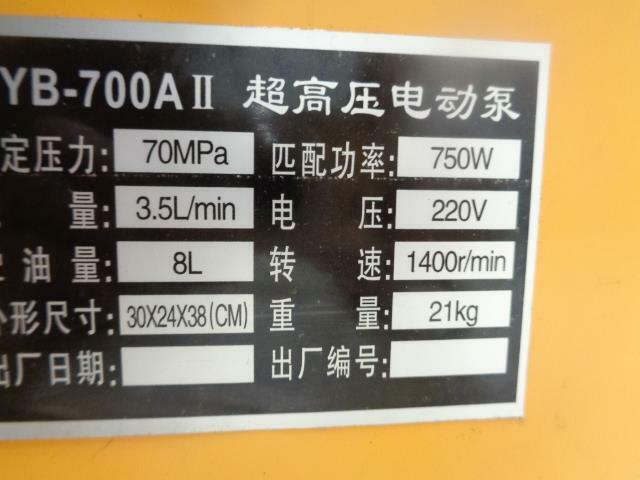 YB-700AⅡ 超高压电动泵
定压力: 70MPa 匹配功率: 750W
量: 3.5L/min 电 压: 220V
油量: 8L 转 速: 1400r/min
外形尺寸: 30X24X38(CM) 重 量: 21kg
出厂日期: 出厂编号: